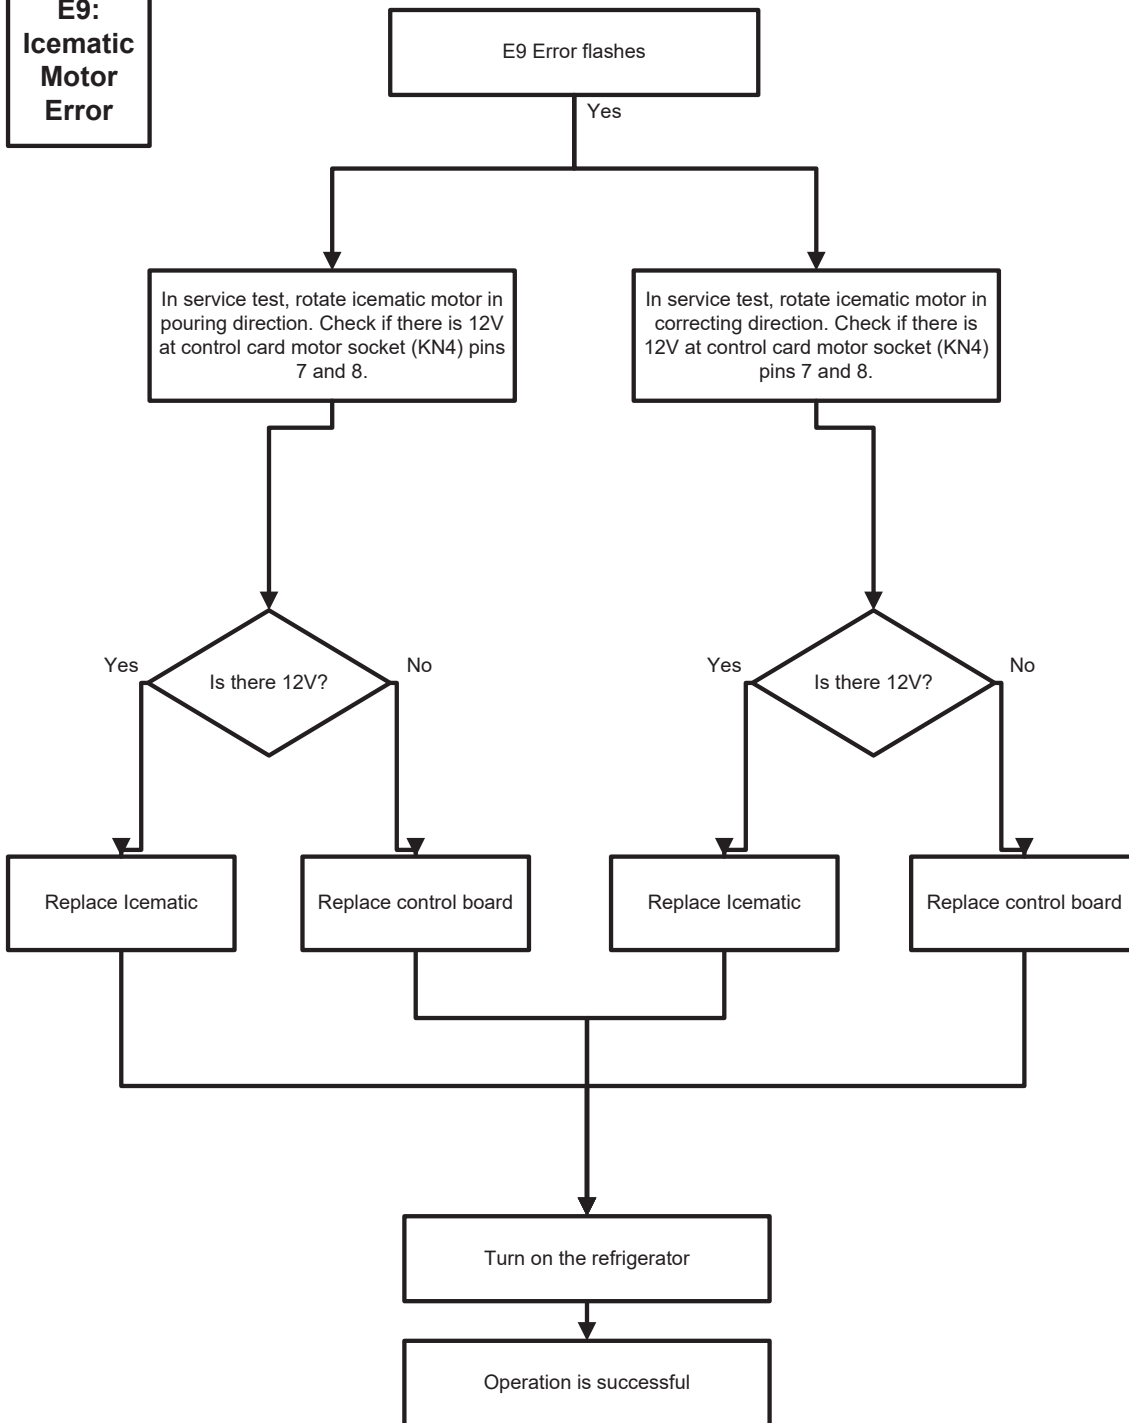 E9:
Icematic
Motor
Error
E9 Error flashes
Yes
In service test, rotate icematic motor in
pouring direction. Check if there is 12V
at control card motor socket (KN4) pins
7 and 8.
In service test, rotate icematic motor in
correcting direction. Check if there is
12V at control card motor socket (KN4)
pins 7 and 8.
Yes
Is there 12V?
No
Yes
Is there 12V?
No
Replace Icematic
Replace control board
Replace Icematic
Replace control board
Turn on the refrigerator
Operation is successful